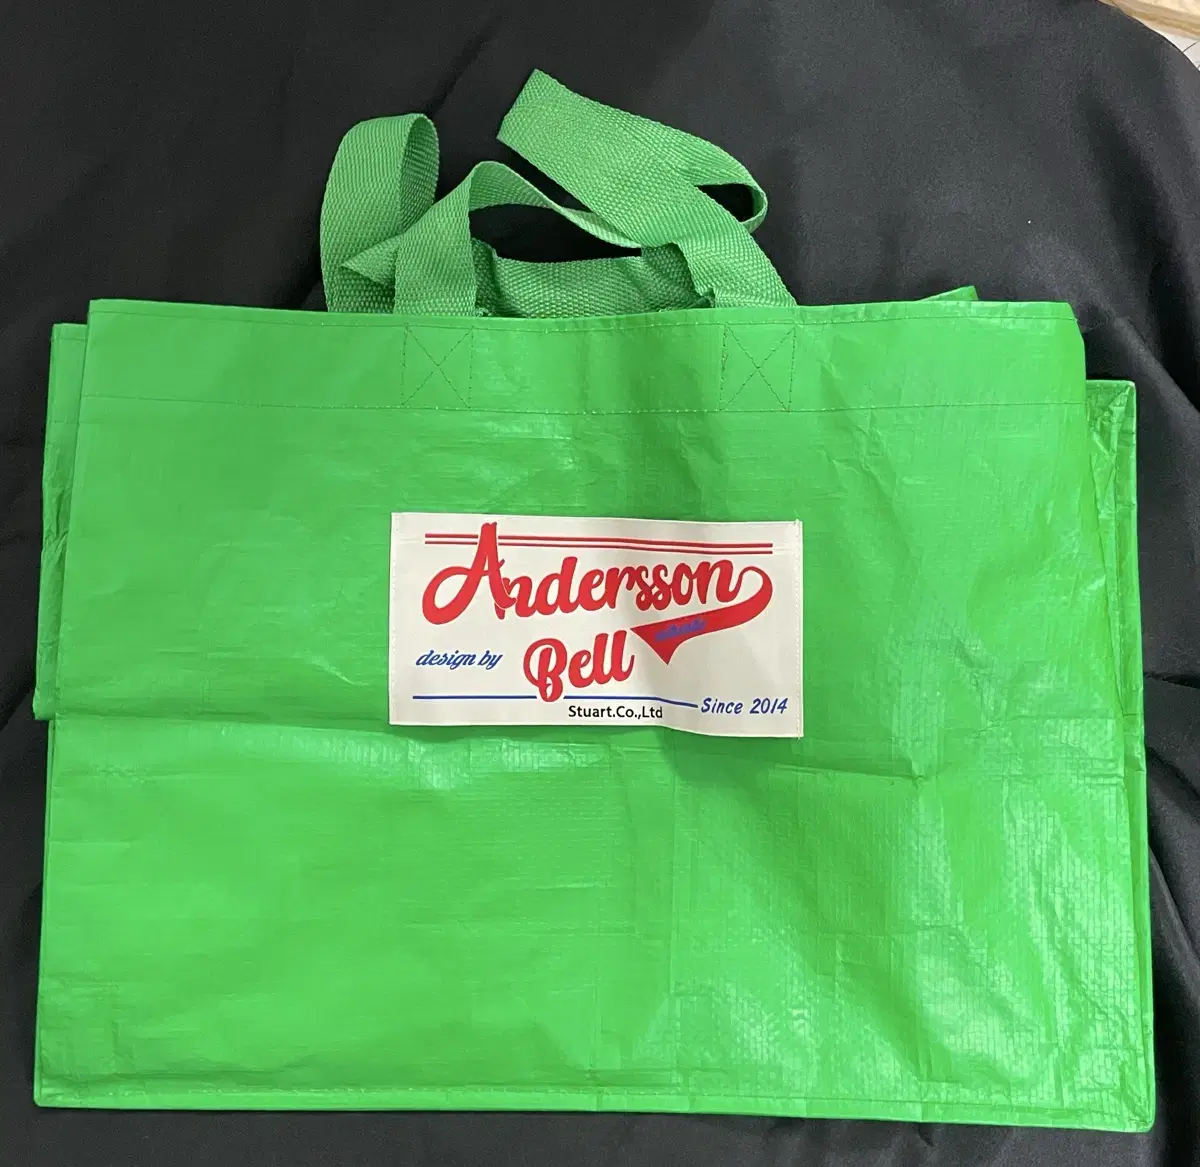 Andersson
design by Bell
Since 2014
Stuart.Co.,Ltd